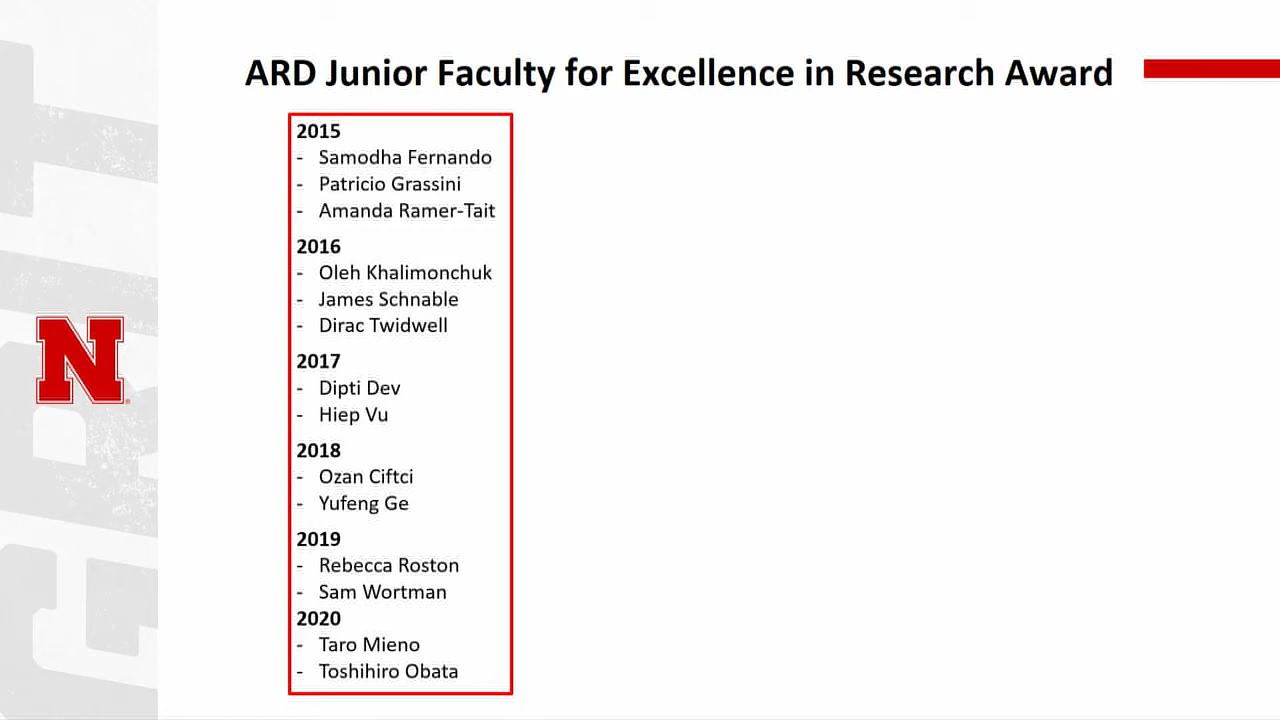 ARD Junior Faculty for Excellence in Research Award
2015
- Samodha Fernando
- Patricio Grassini
- Amanda Ramer-Tait
2016
- Oleh Khalimonchuk
- James Schnable
- Dirac Twidwell
2017
- Dipti Dev
- Hiep Vu
2018
- Ozan Ciftci
- Yufeng Ge
2019
- Rebecca Roston
- Sam Wortman
2020
- Taro Mieno
- Toshihiro Obata
N